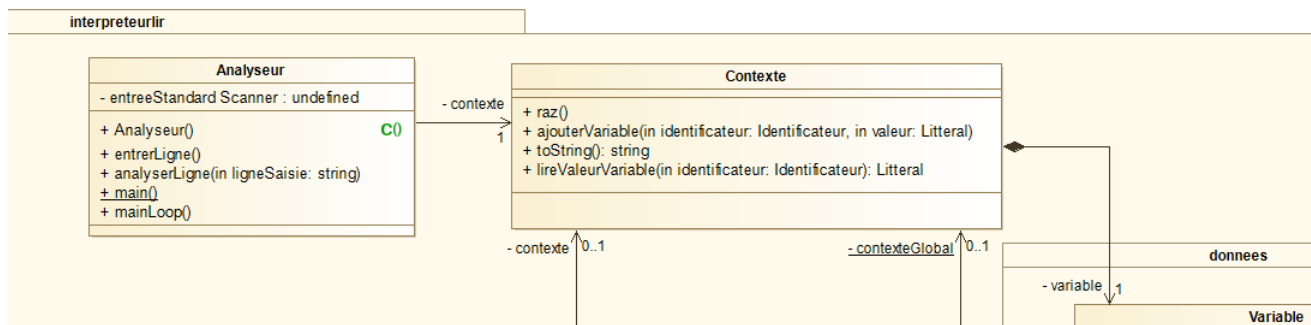 interpreteurlir
Analyseur
- entreeStandard Scanner : undefined
+ Analyseur() C()
+ entrerLigne()
+ analyserLigne(in ligneSaisie: string)
+ main()
+ mainLoop()
- contexte
1
Contexte
+ raz()
+ ajouterVariable(in identificateur: Identificateur, in valeur: Litteral)
+ toString(): string
+ lireValeurVariable(in identificateur: Identificateur): Litteral
- contexte 0..1
- contexteGlobal 0..1
donnees
- variable 1
Variable